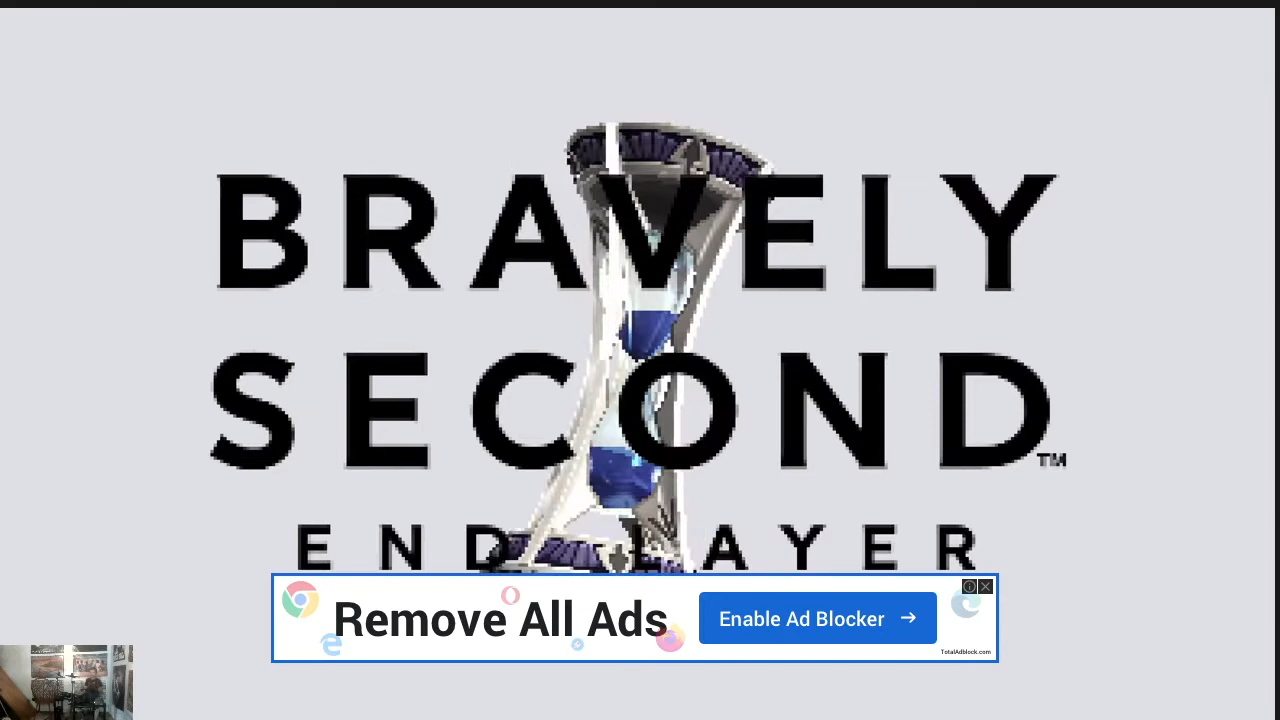 BRAVELY
SECOND™
END LAYER
Remove All Ads
Enable Ad Blocker →
TotalAdblock.com